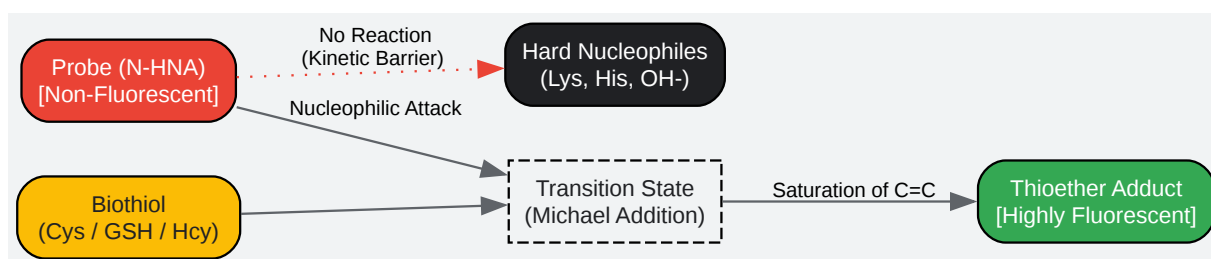 Probe (N-HNA)
[Non-Fluorescent]
No Reaction
(Kinetic Barrier)
Hard Nucleophiles
(Lys, His, OH-)
Nucleophilic Attack
Biothiol
(Cys / GSH / Hcy)
Transition State
(Michael Addition)
Saturation of C=C
Thioether Adduct
[Highly Fluorescent]